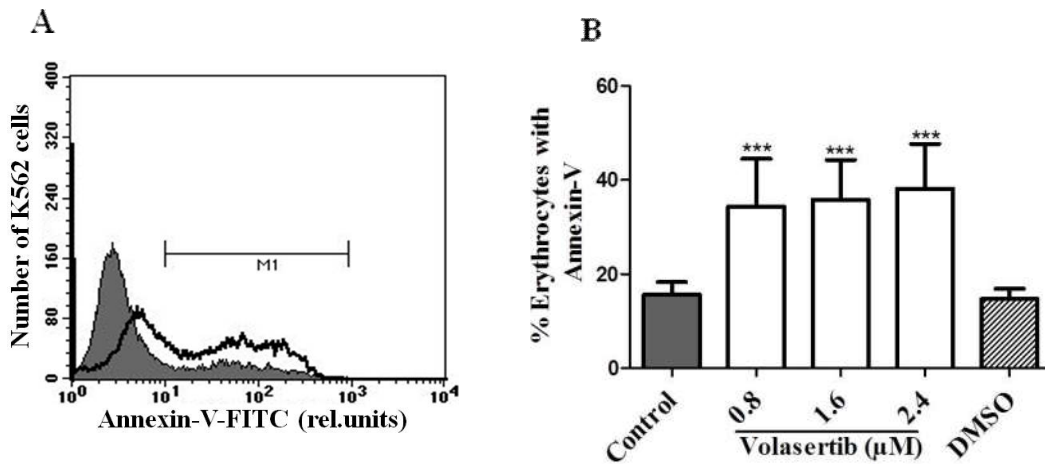 A
Number of K562 cells
400
320
240
160
80
0
M1
10^0 10^1 10^2 10^3 10^4
Annexin-V-FITC (rel.units)
B
% Erythrocytes with
Annexin-V
60
40
20
0
*** *** ***
Control 0.8 1.6 2.4 DMSO
Volasertib (µM)